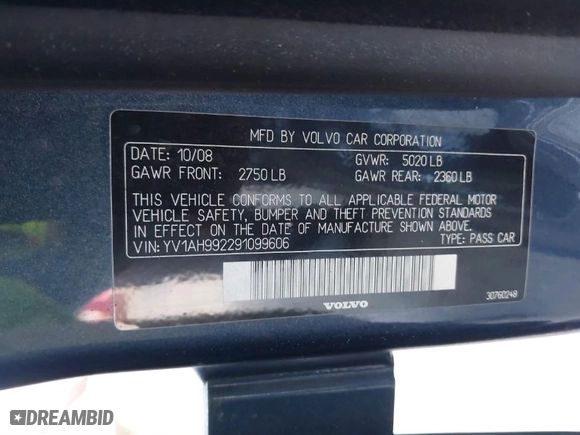 MFD BY VOLVO CAR CORPORATION
DATE: 10/08 GVWR: 5020 LB
GAWR FRONT: 2750 LB GAWR REAR: 2360 LB
THIS VEHICLE CONFORMS TO ALL APPLICABLE FEDERAL MOTOR
VEHICLE SAFETY, BUMPER AND THEFT PREVENTION STANDARDS
IN EFFECT ON THE DATE OF MANUFACTURE SHOWN ABOVE.
VIN: YV1AH992291099606 TYPE: PASS CAR
VOLVO 30760248
DREAMBID